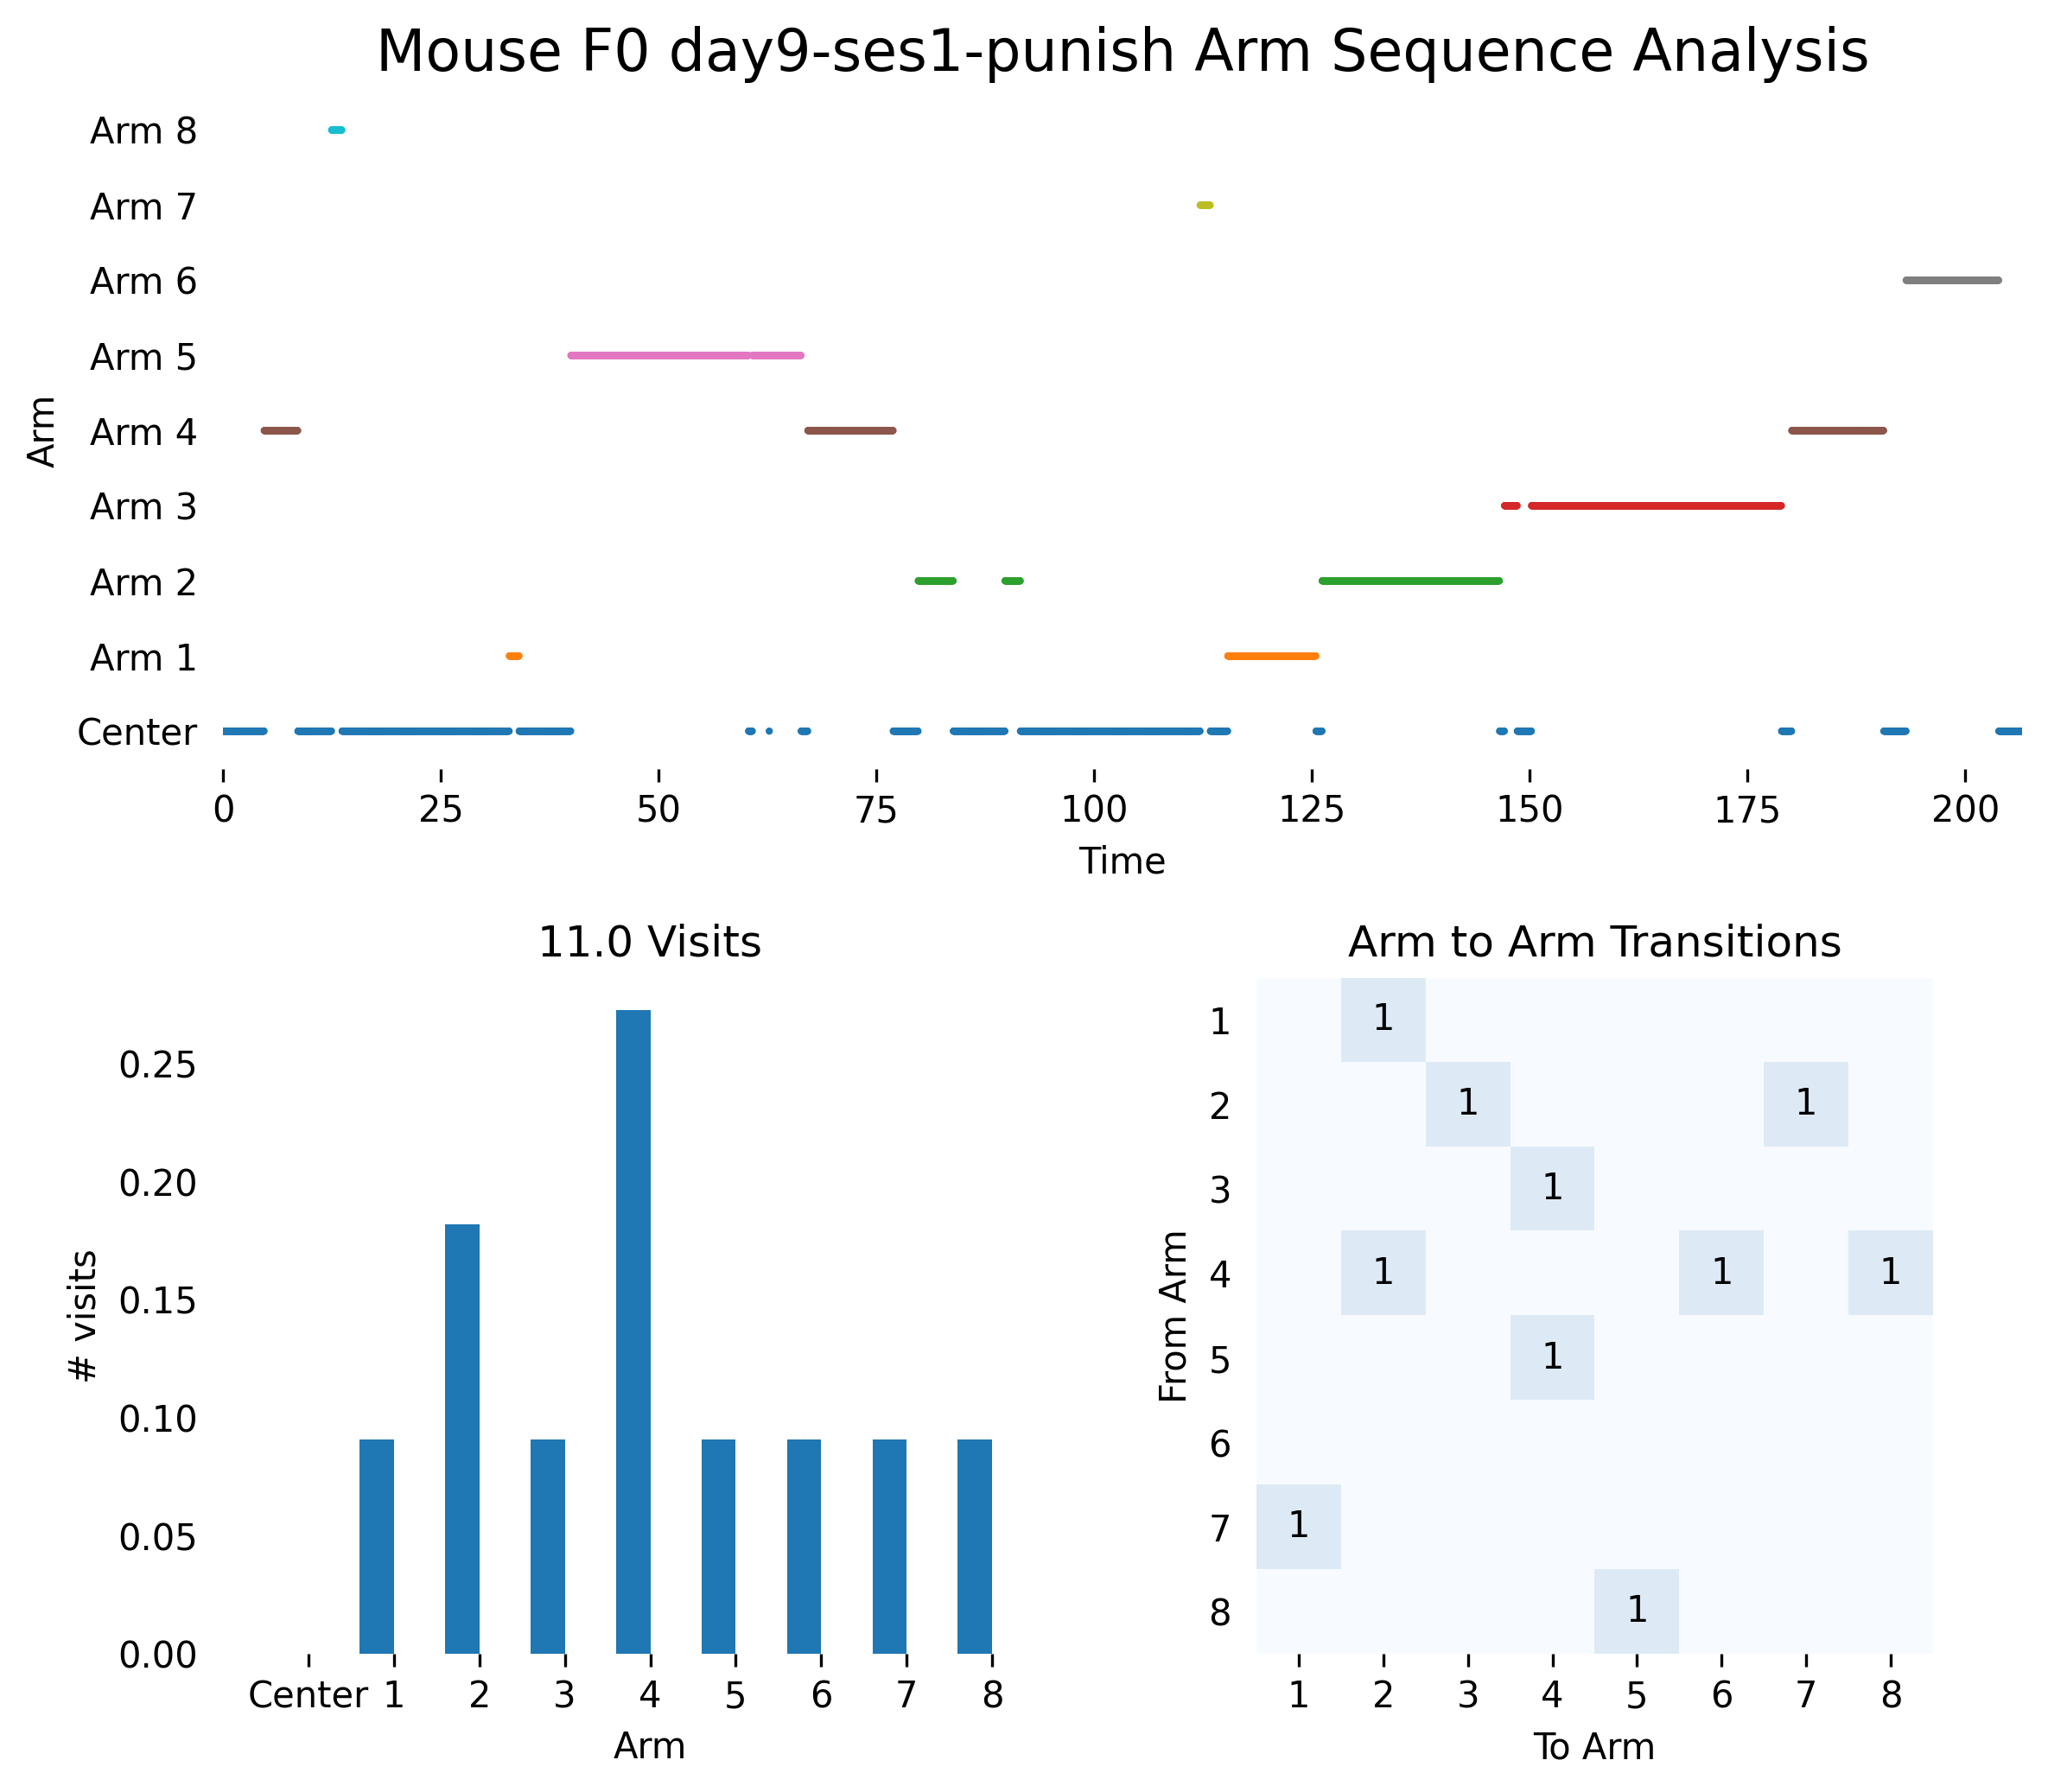 Mouse F0 day9-ses1-punish Arm Sequence Analysis
Arm
Arm 8
Arm 7
Arm 6
Arm 5
Arm 4
Arm 3
Arm 2
Arm 1
Center
0 25 50 75 100 125 150 175 200
Time
11.0 Visits
# visits
0.25
0.20
0.15
0.10
0.05
0.00
Center 1 2 3 4 5 6 7 8
Arm
Arm to Arm Transitions
From Arm
1 1
2 1 1
3 1
4 1 1 1
5 1
6
7 1
8 1
1 2 3 4 5 6 7 8
To Arm